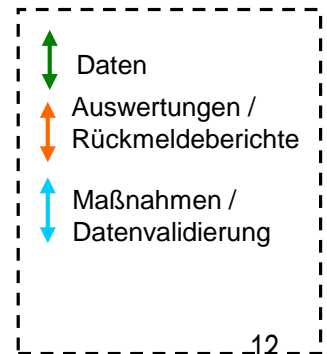 Daten
Auswertungen /
Rückmeldeberichte
Maßnahmen /
Datenvalidierung
12